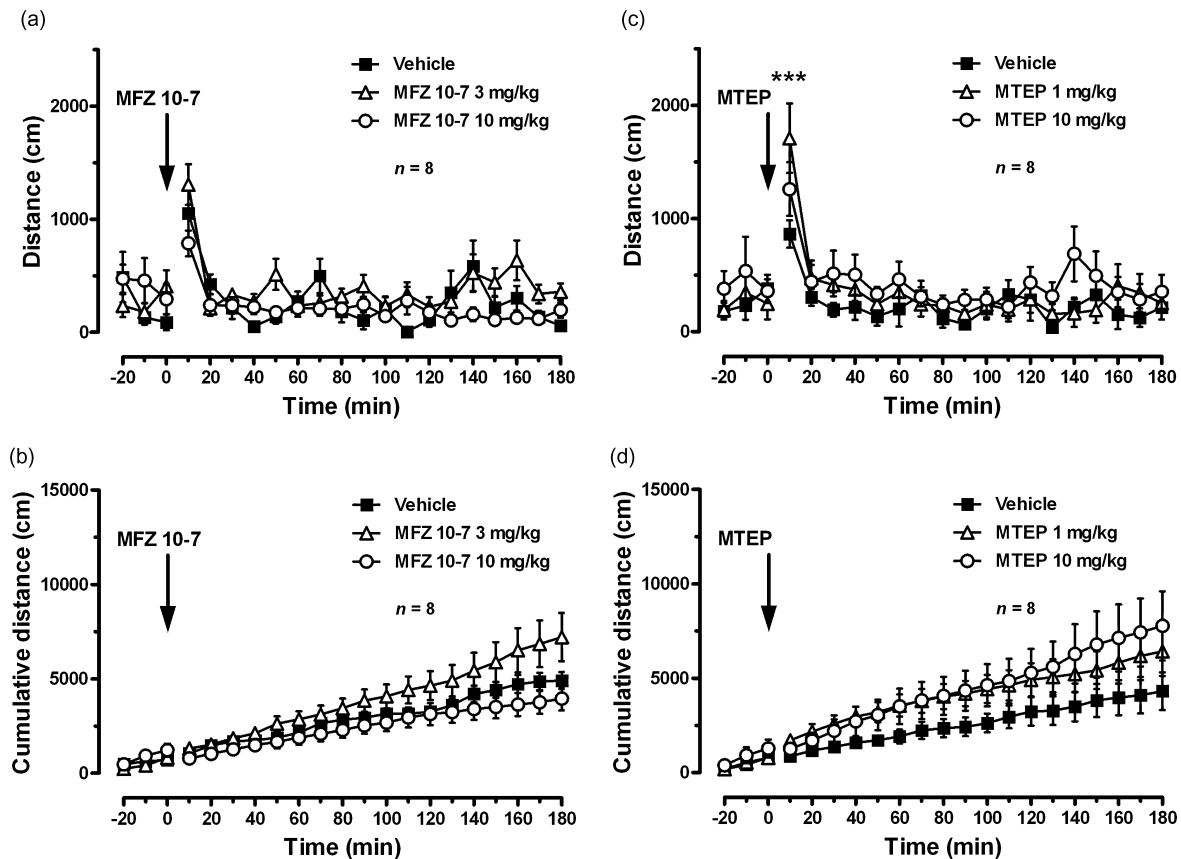 (a)
Distance (cm)
2000
1000
0
MFZ 10-7
Vehicle
MFZ 10-7 3 mg/kg
MFZ 10-7 10 mg/kg
n = 8
-20 0 20 40 60 80 100 120 140 160 180
Time (min)
(c)
Distance (cm)
2000
1000
0
MTEP
***
Vehicle
MTEP 1 mg/kg
MTEP 10 mg/kg
n = 8
-20 0 20 40 60 80 100 120 140 160 180
Time (min)
(b)
Cumulative distance (cm)
15000
10000
5000
0
MFZ 10-7
Vehicle
MFZ 10-7 3 mg/kg
MFZ 10-7 10 mg/kg
n = 8
-20 0 20 40 60 80 100 120 140 160 180
Time (min)
(d)
Cumulative distance (cm)
15000
10000
5000
0
MTEP
Vehicle
MTEP 1 mg/kg
MTEP 10 mg/kg
n = 8
-20 0 20 40 60 80 100 120 140 160 180
Time (min)